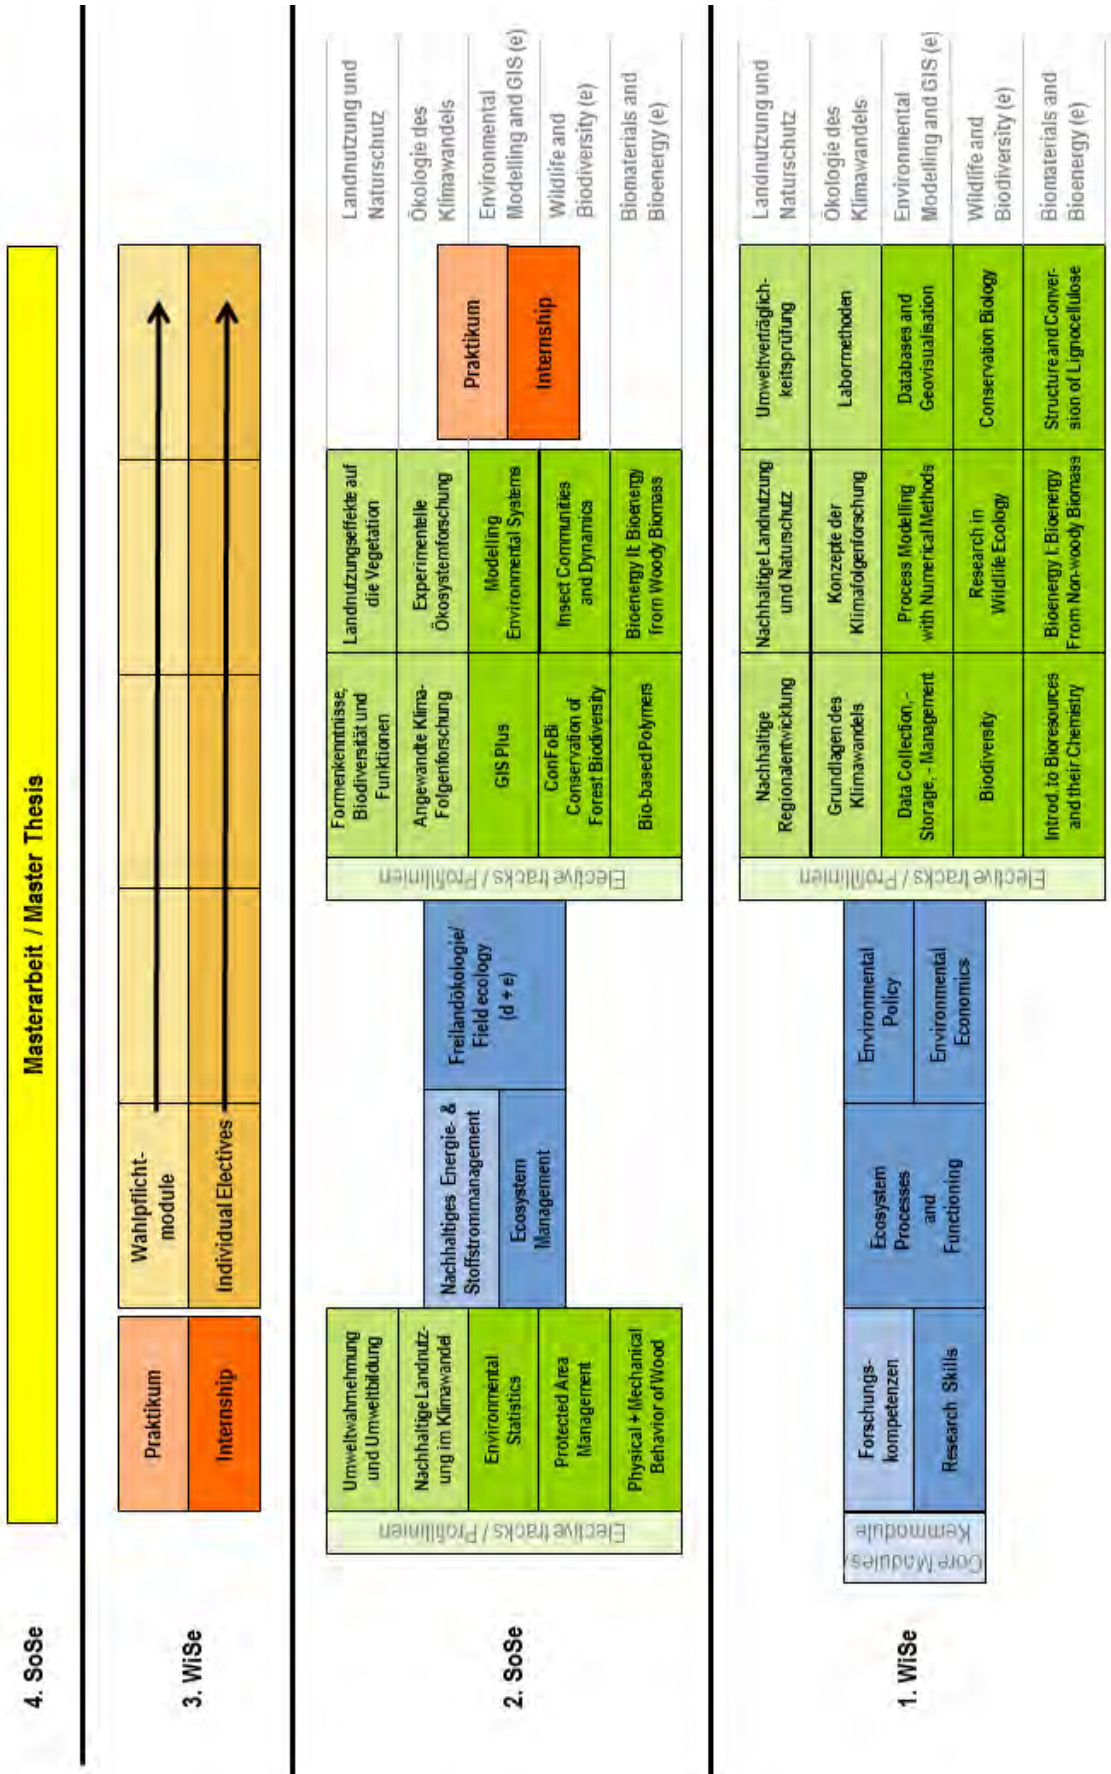 4. SoSe
Masterarbeit / Master Thesis
3. WiSe
Praktikum
Internship
Wahlpflicht-
module
Individual Electives
2. SoSe
Elective tracks / Profillinien
Umweltwahrnehmung
und Umweltbildung
Nachhaltige Landnutz-
ung im Klimawandel
Environmental
Statistics
Protected Area
Management
Physical + Mechanical
Behavior of Wood
Nachhaltiges Energie- &
Stoffstrommanagement
Ecosystem
Management
Freilandökologie/
Field ecology
(d + e)
Elective tracks / Profillinien
Formenkenntnisse,
Biodiversität und
Funktionen
Angewandte Klima-
Folgenforschung
GIS Plus
ConFoBi
Conservation of
Forest Biodiversity
Bio-based Polymers
Landnutzungseffekte auf
die Vegetation
Experimentelle
Ökosystemforschung
Modelling
Environmental Systems
Insect Communities
and Dynamics
Bioenergy II: Bioenergy
from Woody Biomass
Praktikum
Internship
Landnutzung und
Naturschutz
Ökologie des
Klimawandels
Environmental
Modelling and GIS (e)
Wildlife and
Biodiversity (e)
Biomaterials and
Bioenergy (e)
1. WiSe
Core Modules/
Kernmodule
Forschungs-
kompetenzen
Research Skills
Ecosystem
Processes
and
Functioning
Environmental
Policy
Environmental
Economics
Elective tracks / Profillinien
Nachhaltige
Regionalentwicklung
Grundlagen des
Klimawandels
Data Collection, -
Storage, - Management
Biodiversity
Introd. to Bioresources
and their Chemistry
Nachhaltige Landnutzung
und Naturschutz
Konzepte der
Klimafolgenforschung
Process Modelling
with Numerical Methods
Research in
Wildlife Ecology
Bioenergy I: Bioenergy
From Non-woody Biomass
Umweltverträglich-
keitsprüfung
Labormethoden
Databases and
Geovisualisation
Conservation Biology
Structure and Conver-
sion of Lignocellulose
Landnutzung und
Naturschutz
Ökologie des
Klimawandels
Environmental
Modelling and GIS (e)
Wildlife and
Biodiversity (e)
Biomaterials and
Bioenergy (e)